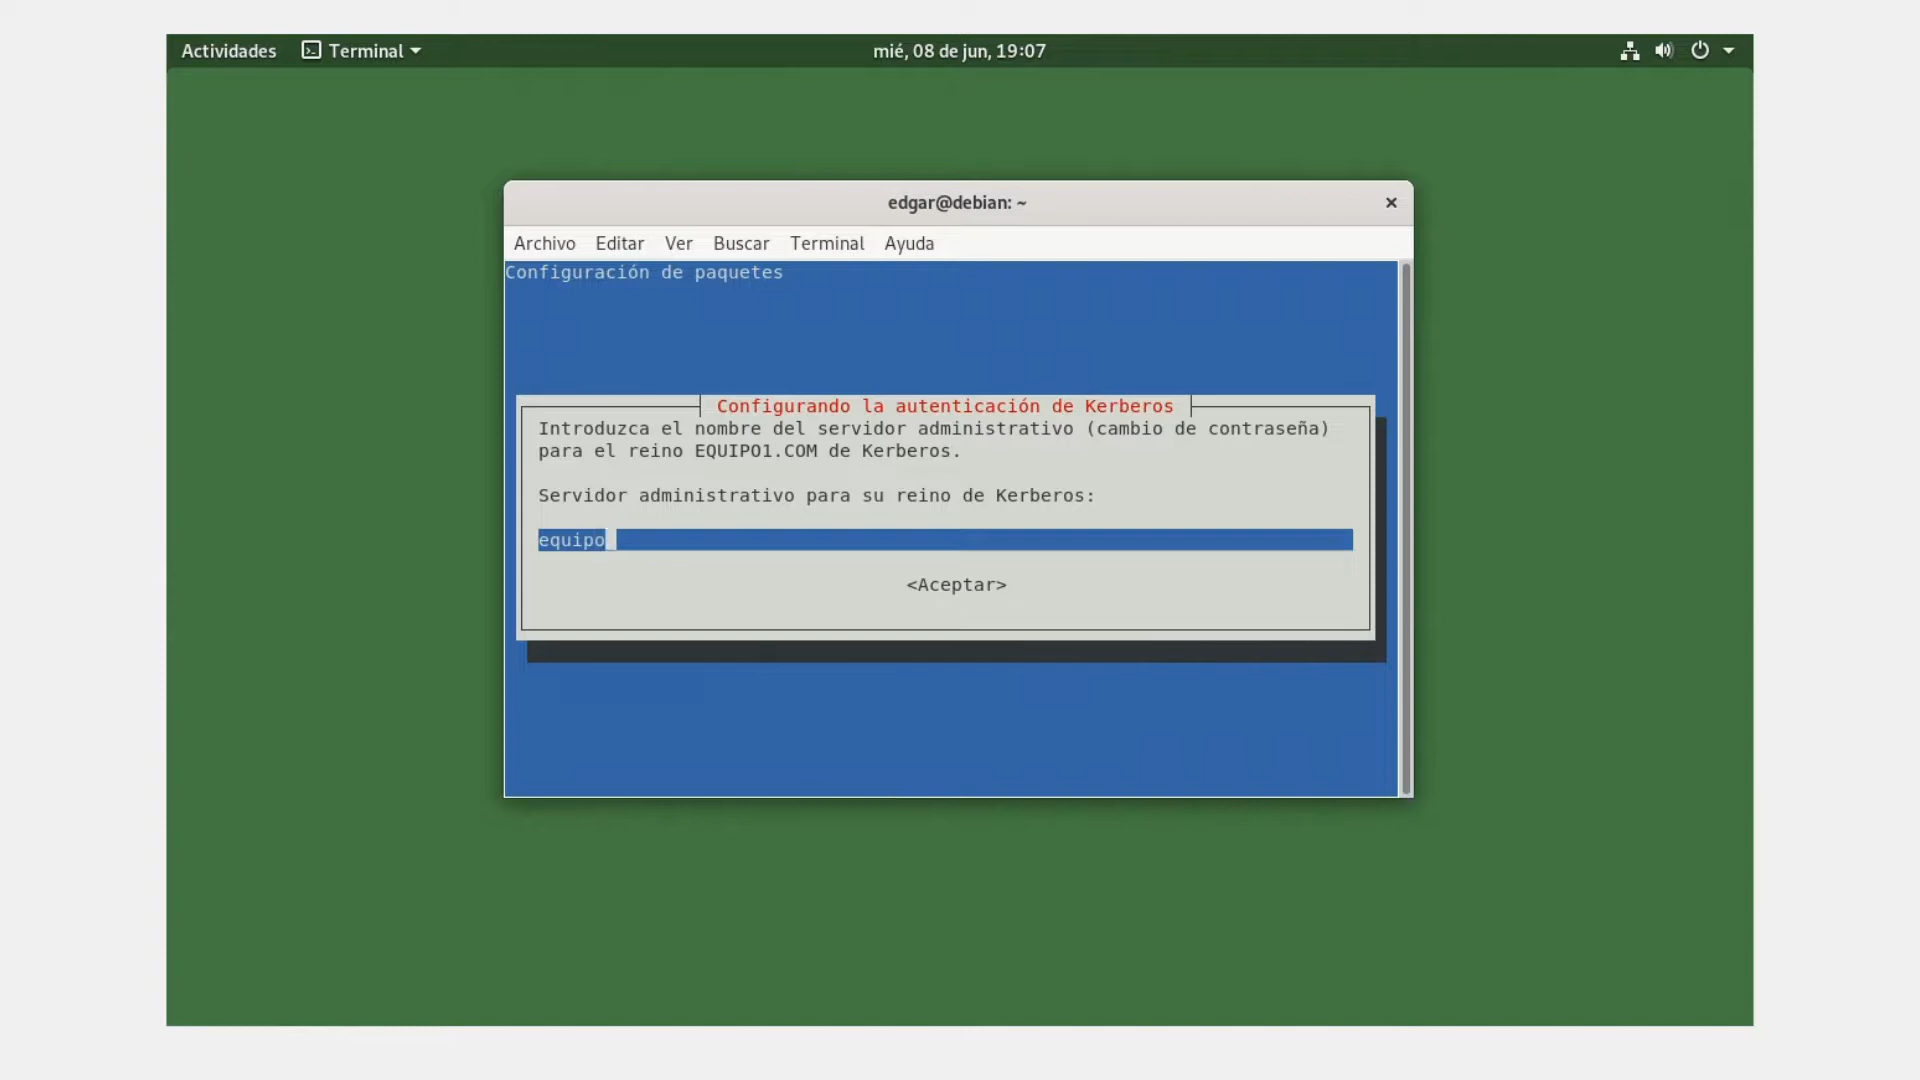 Actividades Terminal mié, 08 de jun, 19:07
edgar@debian: ~
Archivo Editar Ver Buscar Terminal Ayuda
Configuración de paquetes
Configurando la autenticación de Kerberos
Introduzca el nombre del servidor administrativo (cambio de contraseña)
para el reino EQUIPO1.COM de Kerberos.
Servidor administrativo para su reino de Kerberos:
equipo
<Aceptar>